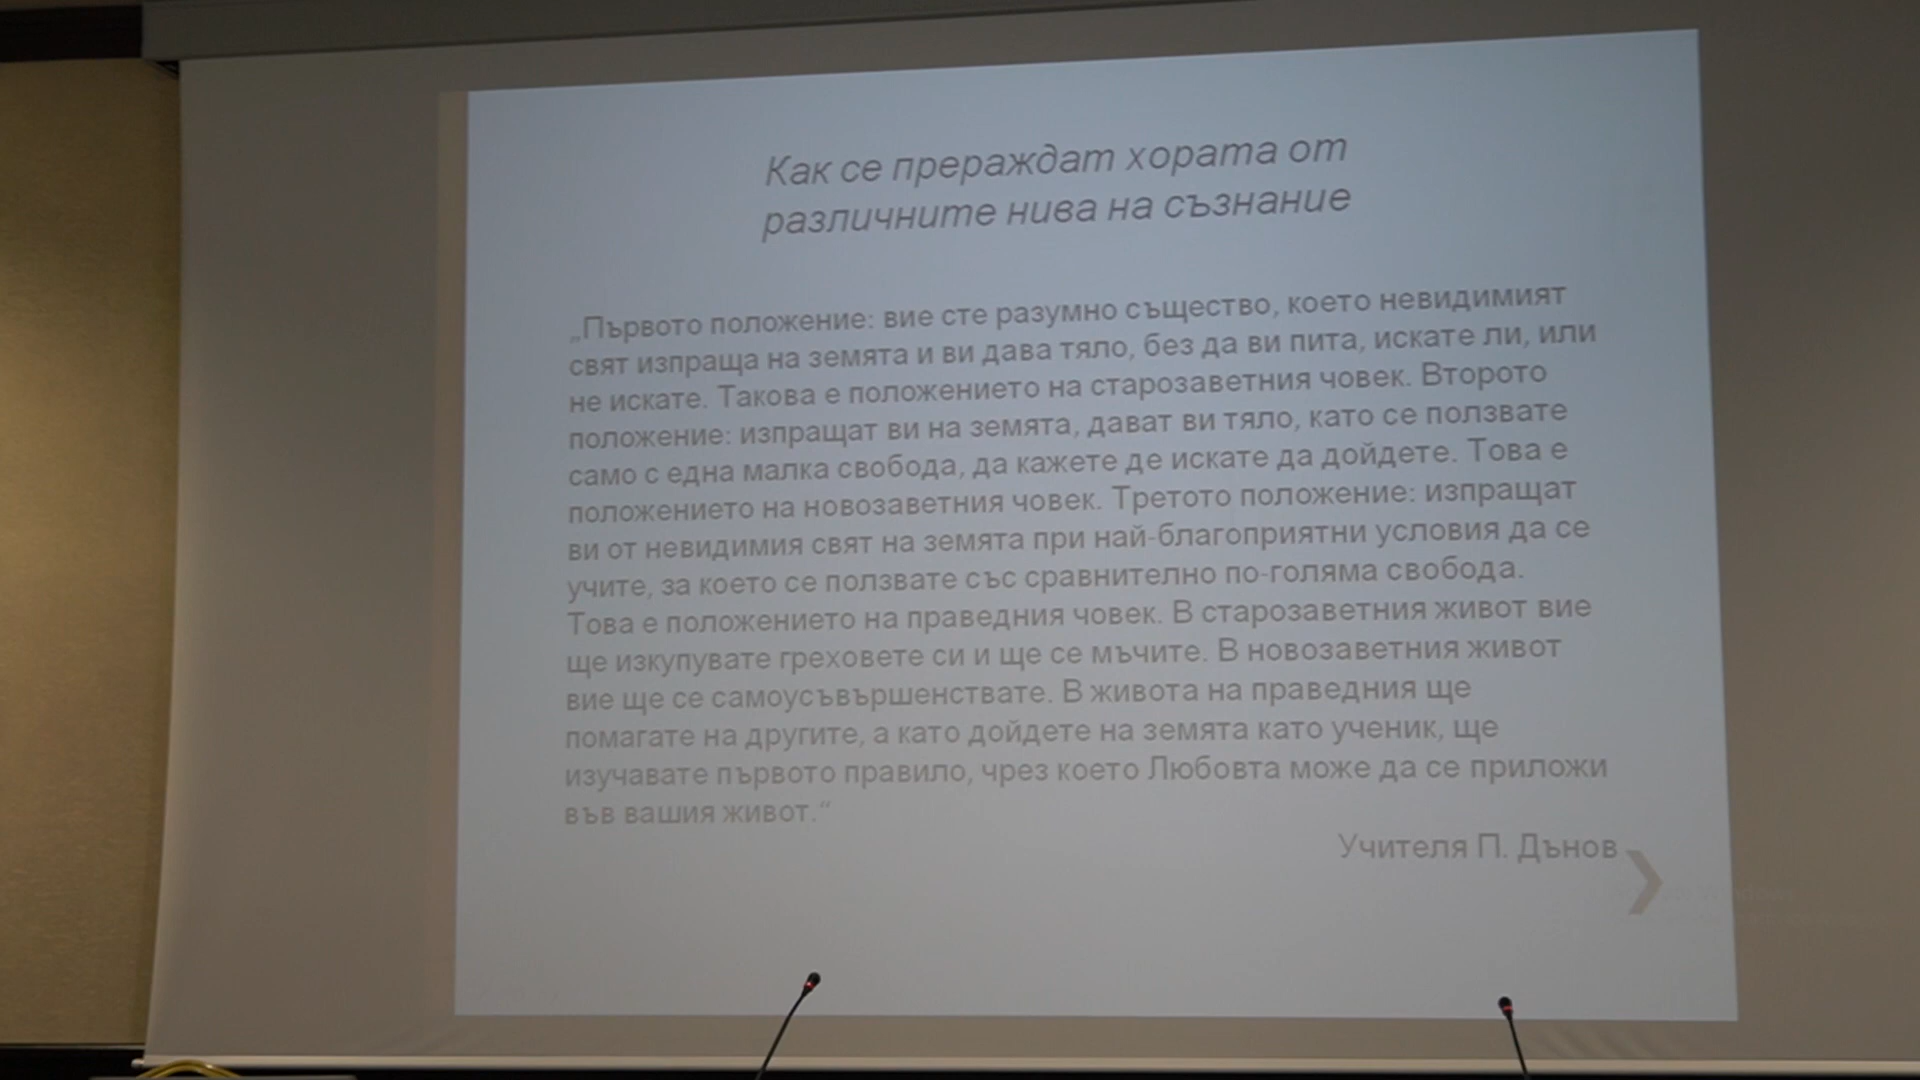 Как се прераждат хората от
различните нива на съзнание
„Първото положение: вие сте разумно същество, което невидимият
свят изпраща на земята и ви дава тяло, без да ви пита, искате ли, или
не искате. Такова е положението на старозаветния човек. Второто
положение: изпращат ви на земята, дават ви тяло, като се ползвате
само с една малка свобода, да кажете де искате да дойдете. Това е
положението на новозаветния човек. Третото положение: изпращат
ви от невидимия свят на земята при най-благоприятни условия да се
учите, за което се ползвате със сравнително по-голяма свобода.
Това е положението на праведния човек. В старозаветния живот вие
ще изкупувате греховете си и ще се мъчите. В новозаветния живот
вие ще се самоусъвършенствате. В живота на праведния ще
помагате на другите, а като дойдете на земята като ученик, ще
изучавате първото правило, чрез което Любовта може да се приложи
във вашия живот.“
Учителя П. Дънов